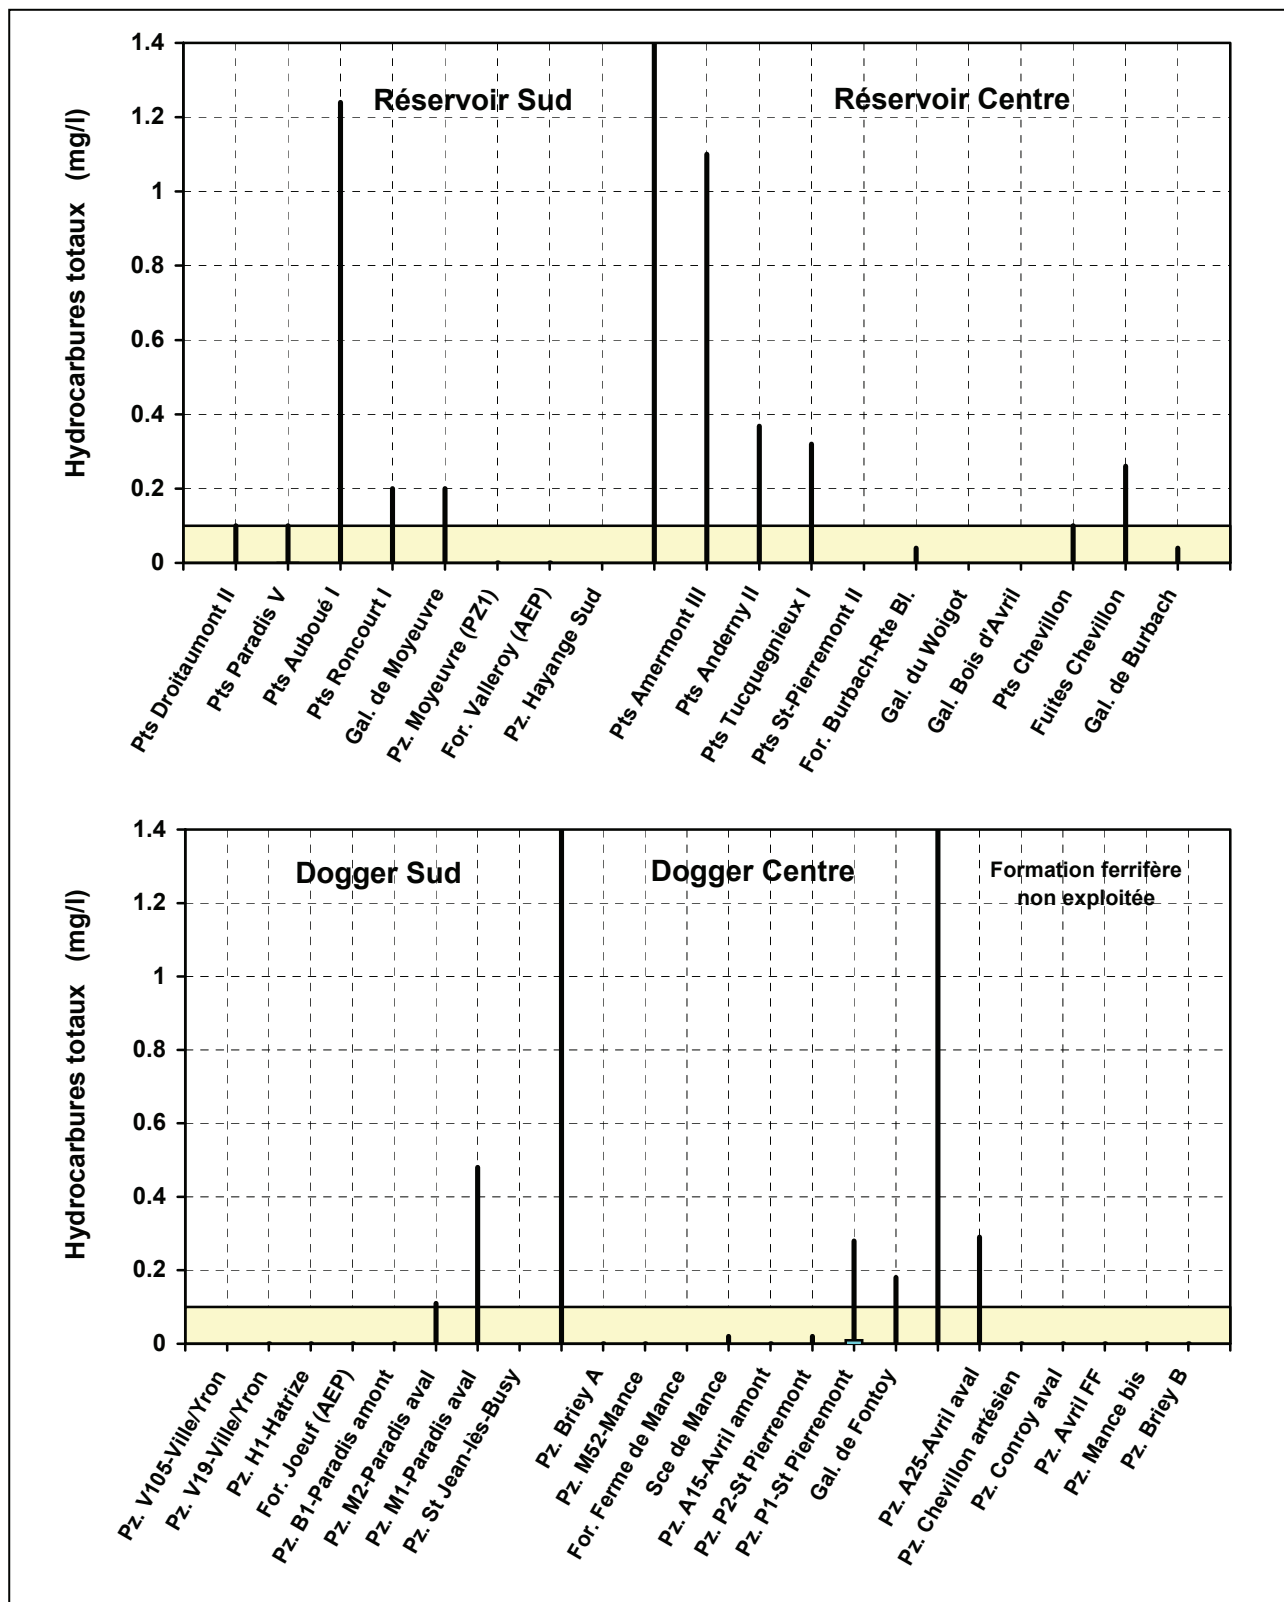 1.4
1.2
1
0.8
0.6
0.4
0.2
0
Hydrocarbures totaux (mg/l)
Réservoir Sud
Réservoir Centre
Pts Droitaumont II
Pts Paradis V
Pts Auboué I
Pts Roncourt I
Gal. de Moyeuvre
Pz. Moyeuvre (PZ1)
For. Valleroy (AEP)
Pz. Hayange Sud
Pts Amermont III
Pts Anderny II
Pts Tucquegnieux I
Pts St-Pierremont II
For. Burbach-Rte Bl.
Gal. du Woigot
Gal. Bois d'Avril
Pts Chevillon
Fuites Chevillon
Gal. de Burbach
1.4
1.2
1
0.8
0.6
0.4
0.2
0
Hydrocarbures totaux (mg/l)
Dogger Sud
Dogger Centre
Formation ferrifère
non exploitée
Pz. V105-Ville/Yron
Pz. V19-Ville/Yron
Pz. H1-Hatrize
For. Joeuf (AEP)
Pz. B1-Paradis amont
Pz. M2-Paradis aval
Pz. M1-Paradis aval
Pz. St Jean-lès-Busy
Pz. Briey A
Pz. M52-Mance
For. Ferme de Mance
Sce de Mance
Pz. A15-Avril amont
Pz. P2-St Pierremont
Pz. P1-St Pierremont
Gal. de Fontoy
Pz. A25-Avril aval
Pz. Chevillon artésien
Pz. Conroy aval
Pz. Avril FF
Pz. Mance bis
Pz. Briey B